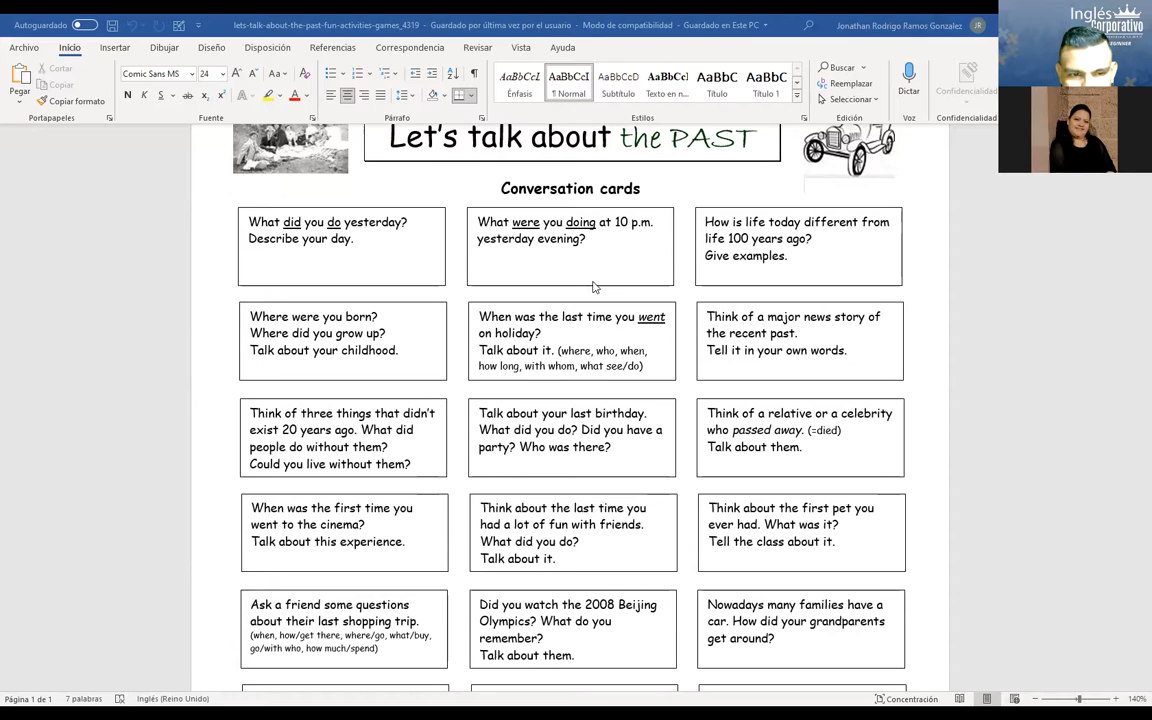 Autoguardado
lets-talk-about-the-past-fun-activities-games_4319 - Guardado por última vez por el usuario - Modo de compatibilidad - Guardado en Este PC
Jonathan Rodrigo Ramos Gonzalez
JR
Inglés
Corporativo
Archivo Inicio Insertar Dibujar Diseño Disposición Referencias Correspondencia Revisar Vista Ayuda
Pegar
Cortar
Copiar
Copiar formato
Portapapeles
Comic Sans MS
24
Fuente
Párrafo
AaBbCcL AaBbCcI AaBbCcD AaBbCc] AaBbC AaBbC
Énfasis ¶ Normal Subtítulo Texto en n... Título Título 1
Estilos
Buscar
Reemplazar
Seleccionar
Edición
Dictar
Voz
Confidencialidad
Confidencialidad
Let's talk about the PAST
Conversation cards
What did you do yesterday?
Describe your day.
What were you doing at 10 p.m.
yesterday evening?
How is life today different from
life 100 years ago?
Give examples.
Where were you born?
Where did you grow up?
Talk about your childhood.
When was the last time you went
on holiday?
Talk about it. (where, who, when,
how long, with whom, what see/do)
Think of a major news story of
the recent past.
Tell it in your own words.
Think of three things that didn't
exist 20 years ago. What did
people do without them?
Could you live without them?
Talk about your last birthday.
What did you do? Did you have a
party? Who was there?
Think of a relative or a celebrity
who passed away. (=died)
Talk about them.
When was the first time you
went to the cinema?
Talk about this experience.
Think about the last time you
had a lot of fun with friends.
What did you do?
Talk about it.
Think about the first pet you
ever had. What was it?
Tell the class about it.
Ask a friend some questions
about their last shopping trip.
(when, how/get there, where/go, what/buy,
go/with who, how much/spend)
Did you watch the 2008 Beijing
Olympics? What do you
remember?
Talk about them.
Nowadays many families have a
car. How did your grandparents
get around?
Página 1 de 1 7 palabras Inglés (Reino Unido) Concentración 140%